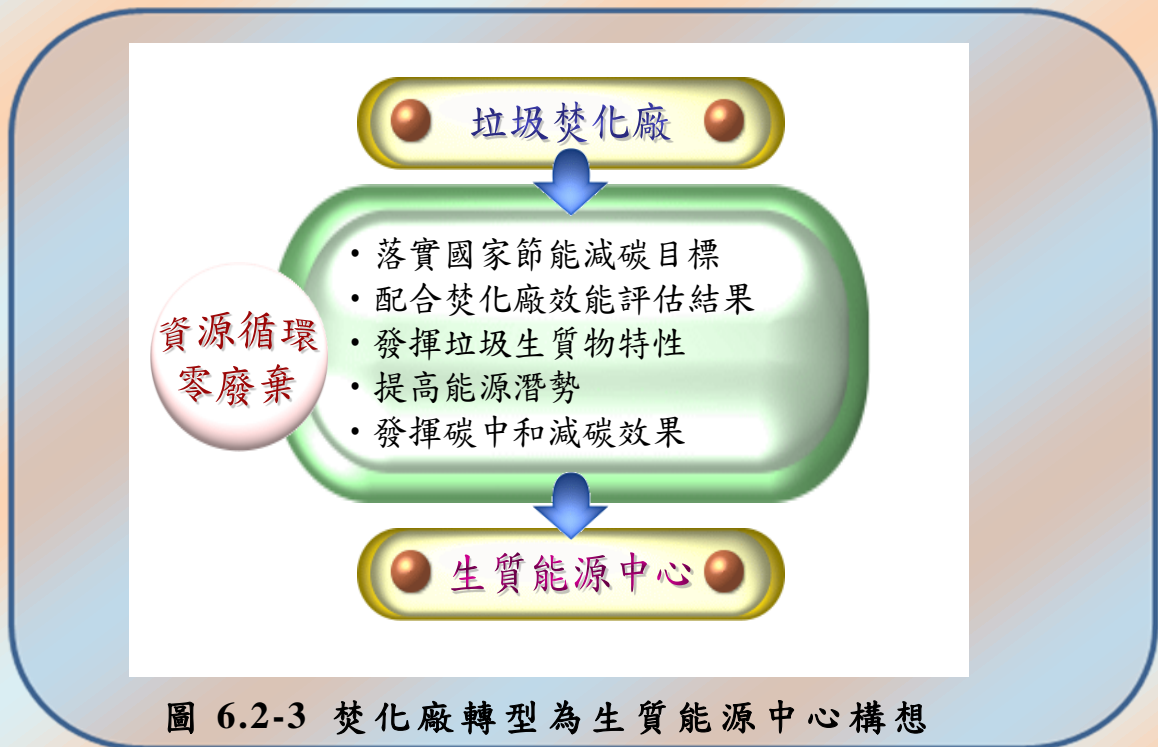 垃圾焚化廠
・落實國家節能減碳目標
・配合焚化廠效能評估結果
・發揮垃圾生質物特性
・提高能源潛勢
・發揮碳中和減碳效果
資源循環
零廢棄
生質能源中心
圖 6.2-3 焚化廠轉型為生質能源中心構想